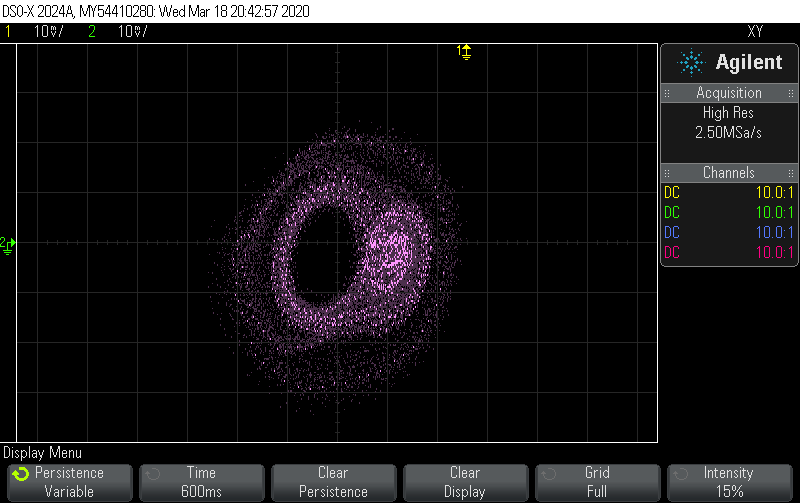 DSO-X 2024A, MY54410280: Wed Mar 18 20:42:57 2020
1 10V/ 2 10V/ XY
1
Agilent
Acquisition
High Res
2.50MSa/s
Channels
DC 10.0:1
DC 10.0:1
DC 10.0:1
DC 10.0:1
2
Display Menu
Persistence
Variable
Time
600ms
Clear
Persistence
Clear
Display
Grid
Full
Intensity
15%